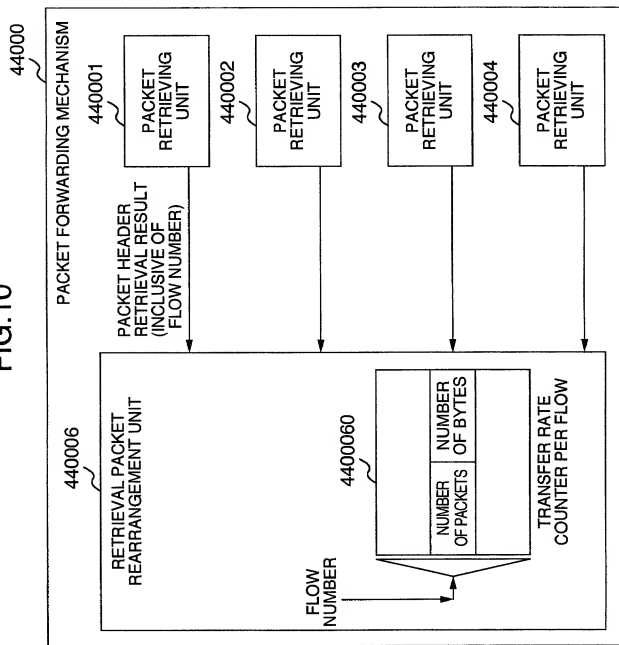 FIG.10
44000
PACKET FORWARDING MECHANISM
440001
PACKET
RETRIEVING
UNIT
440002
PACKET
RETRIEVING
UNIT
440003
PACKET
RETRIEVING
UNIT
440004
PACKET
RETRIEVING
UNIT
PACKET HEADER
RETRIEVAL RESULT
(INCLUSIVE OF
FLOW NUMBER)
440006
RETRIEVAL PACKET
REARRANGEMENT UNIT
4400060
NUMBER
OF PACKETS
NUMBER
OF BYTES
FLOW
NUMBER
TRANSFER RATE
COUNTER PER FLOW